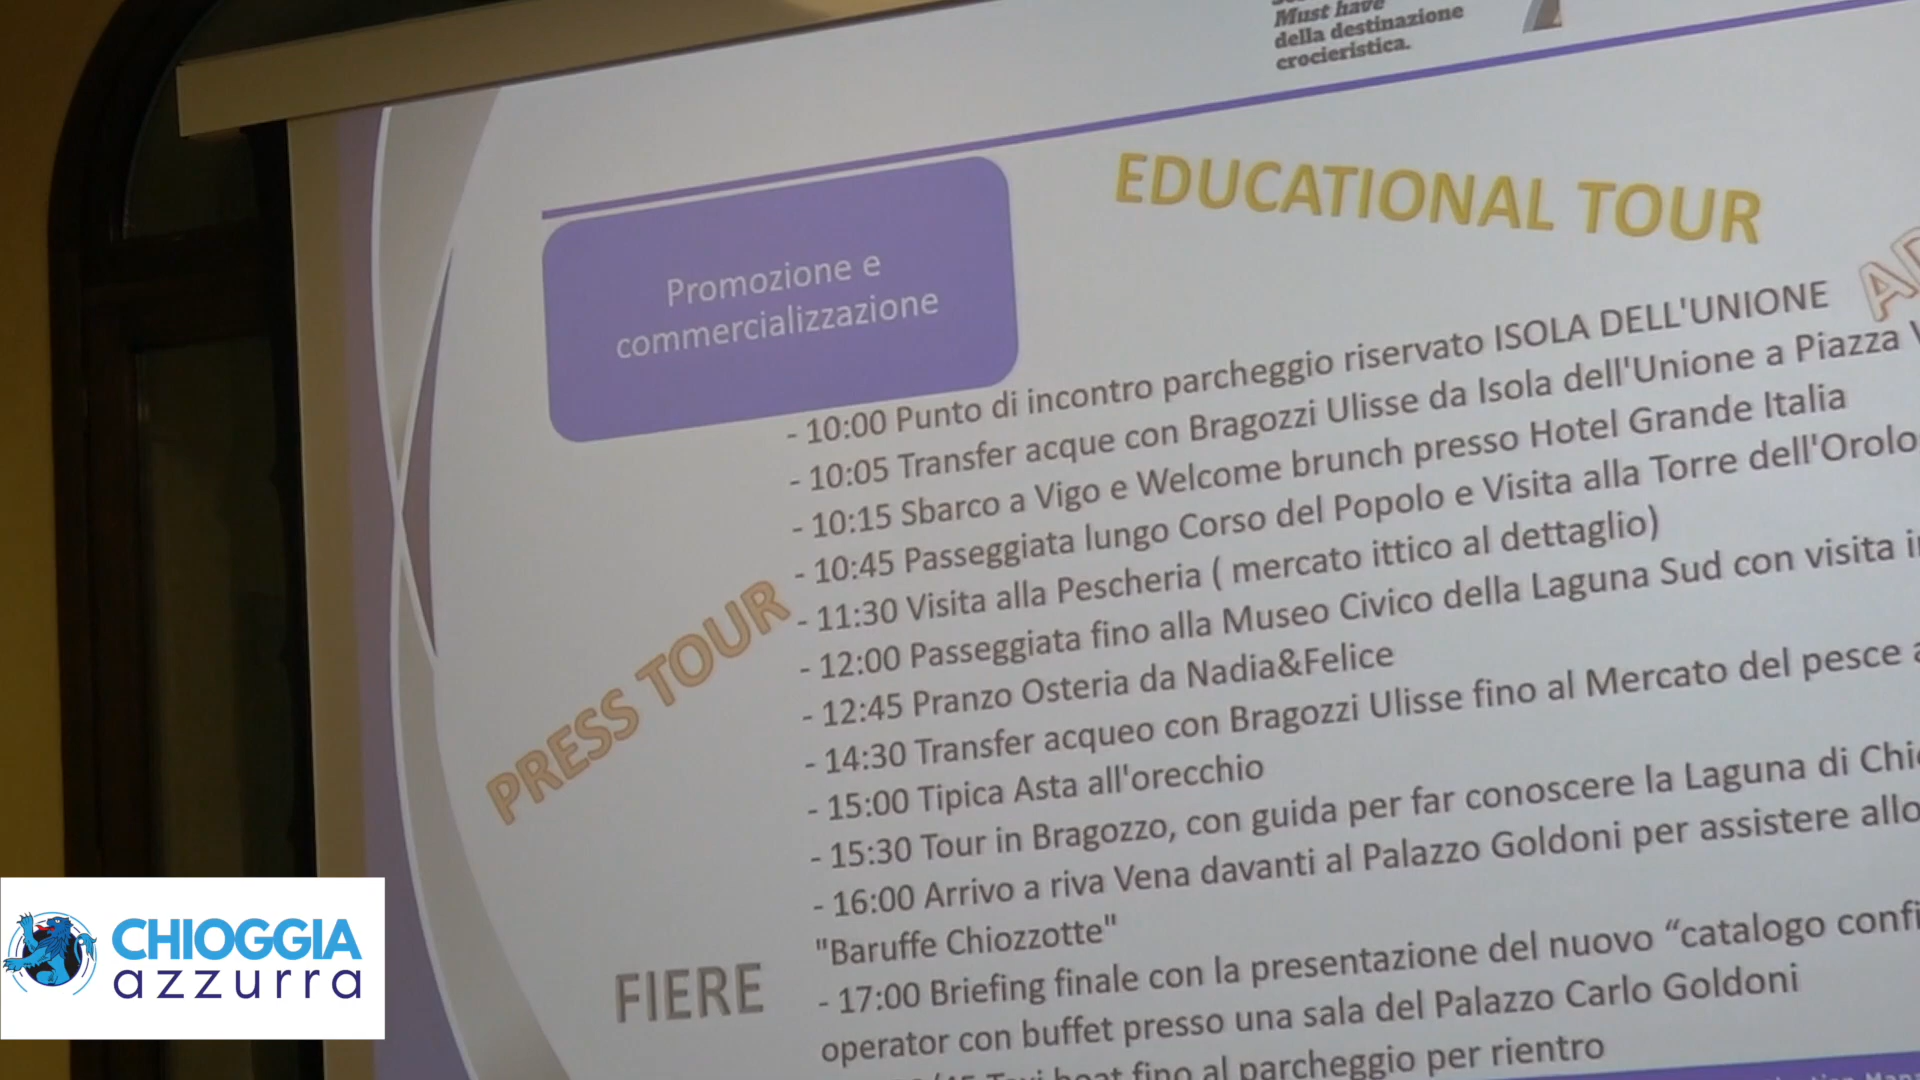 Must have
della destinazione
crocieristica.
EDUCATIONAL TOUR
Promozione e
commercializzazione
- 10:00 Punto di incontro parcheggio riservato ISOLA DELL'UNIONE
- 10:05 Transfer acque con Bragozzi Ulisse da Isola dell'Unione a Piazza
- 10:15 Sbarco a Vigo e Welcome brunch presso Hotel Grande Italia
- 10:45 Passeggiata lungo Corso del Popolo e Visita alla Torre dell'Orolo
- 11:30 Visita alla Pescheria ( mercato ittico al dettaglio)
- 12:00 Passeggiata fino alla Museo Civico della Laguna Sud con visita
- 12:45 Pranzo Osteria da Nadia&Felice
- 14:30 Transfer acqueo con Bragozzi Ulisse fino al Mercato del pesce
- 15:00 Tipica Asta all'orecchio
- 15:30 Tour in Bragozzo, con guida per far conoscere la Laguna di
- 16:00 Arrivo a riva Vena davanti al Palazzo Goldoni per assistere allo
"Baruffe Chiozzotte"
- 17:00 Briefing finale con la presentazione del nuovo “catalogo confi
operator con buffet presso una sala del Palazzo Carlo Goldoni
boat fino al parcheggio per rientro
PRESS TOUR
FIERE
CHIOGGIA
azzurra